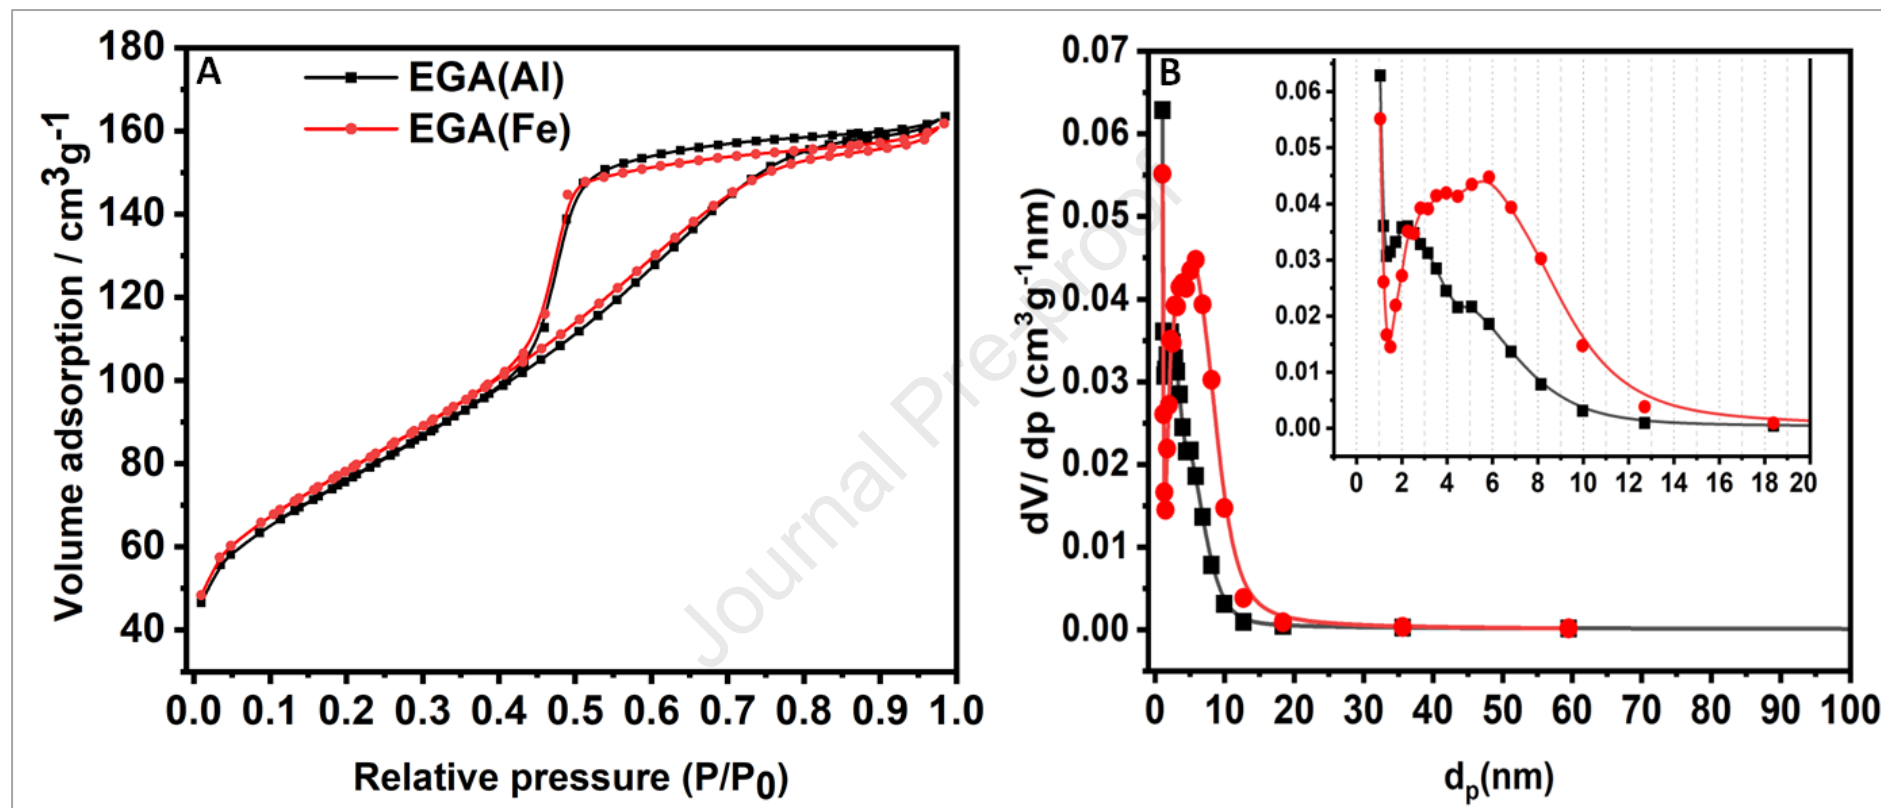 A
EGA(Al)
EGA(Fe)
180
160
140
120
100
80
60
40
Volume adsorption / cm³g⁻¹
0.0 0.1 0.2 0.3 0.4 0.5 0.6 0.7 0.8 0.9 1.0
Relative pressure (P/P₀)
B
0.07
0.06
0.05
0.04
0.03
0.02
0.01
0.00
dV/ dp (cm³g⁻¹nm)
0 10 20 30 40 50 60 70 80 90 100
dₚ(nm)
0.06
0.05
0.04
0.03
0.02
0.01
0.00
0 2 4 6 8 10 12 14 16 18 20
Journal Pre-proof